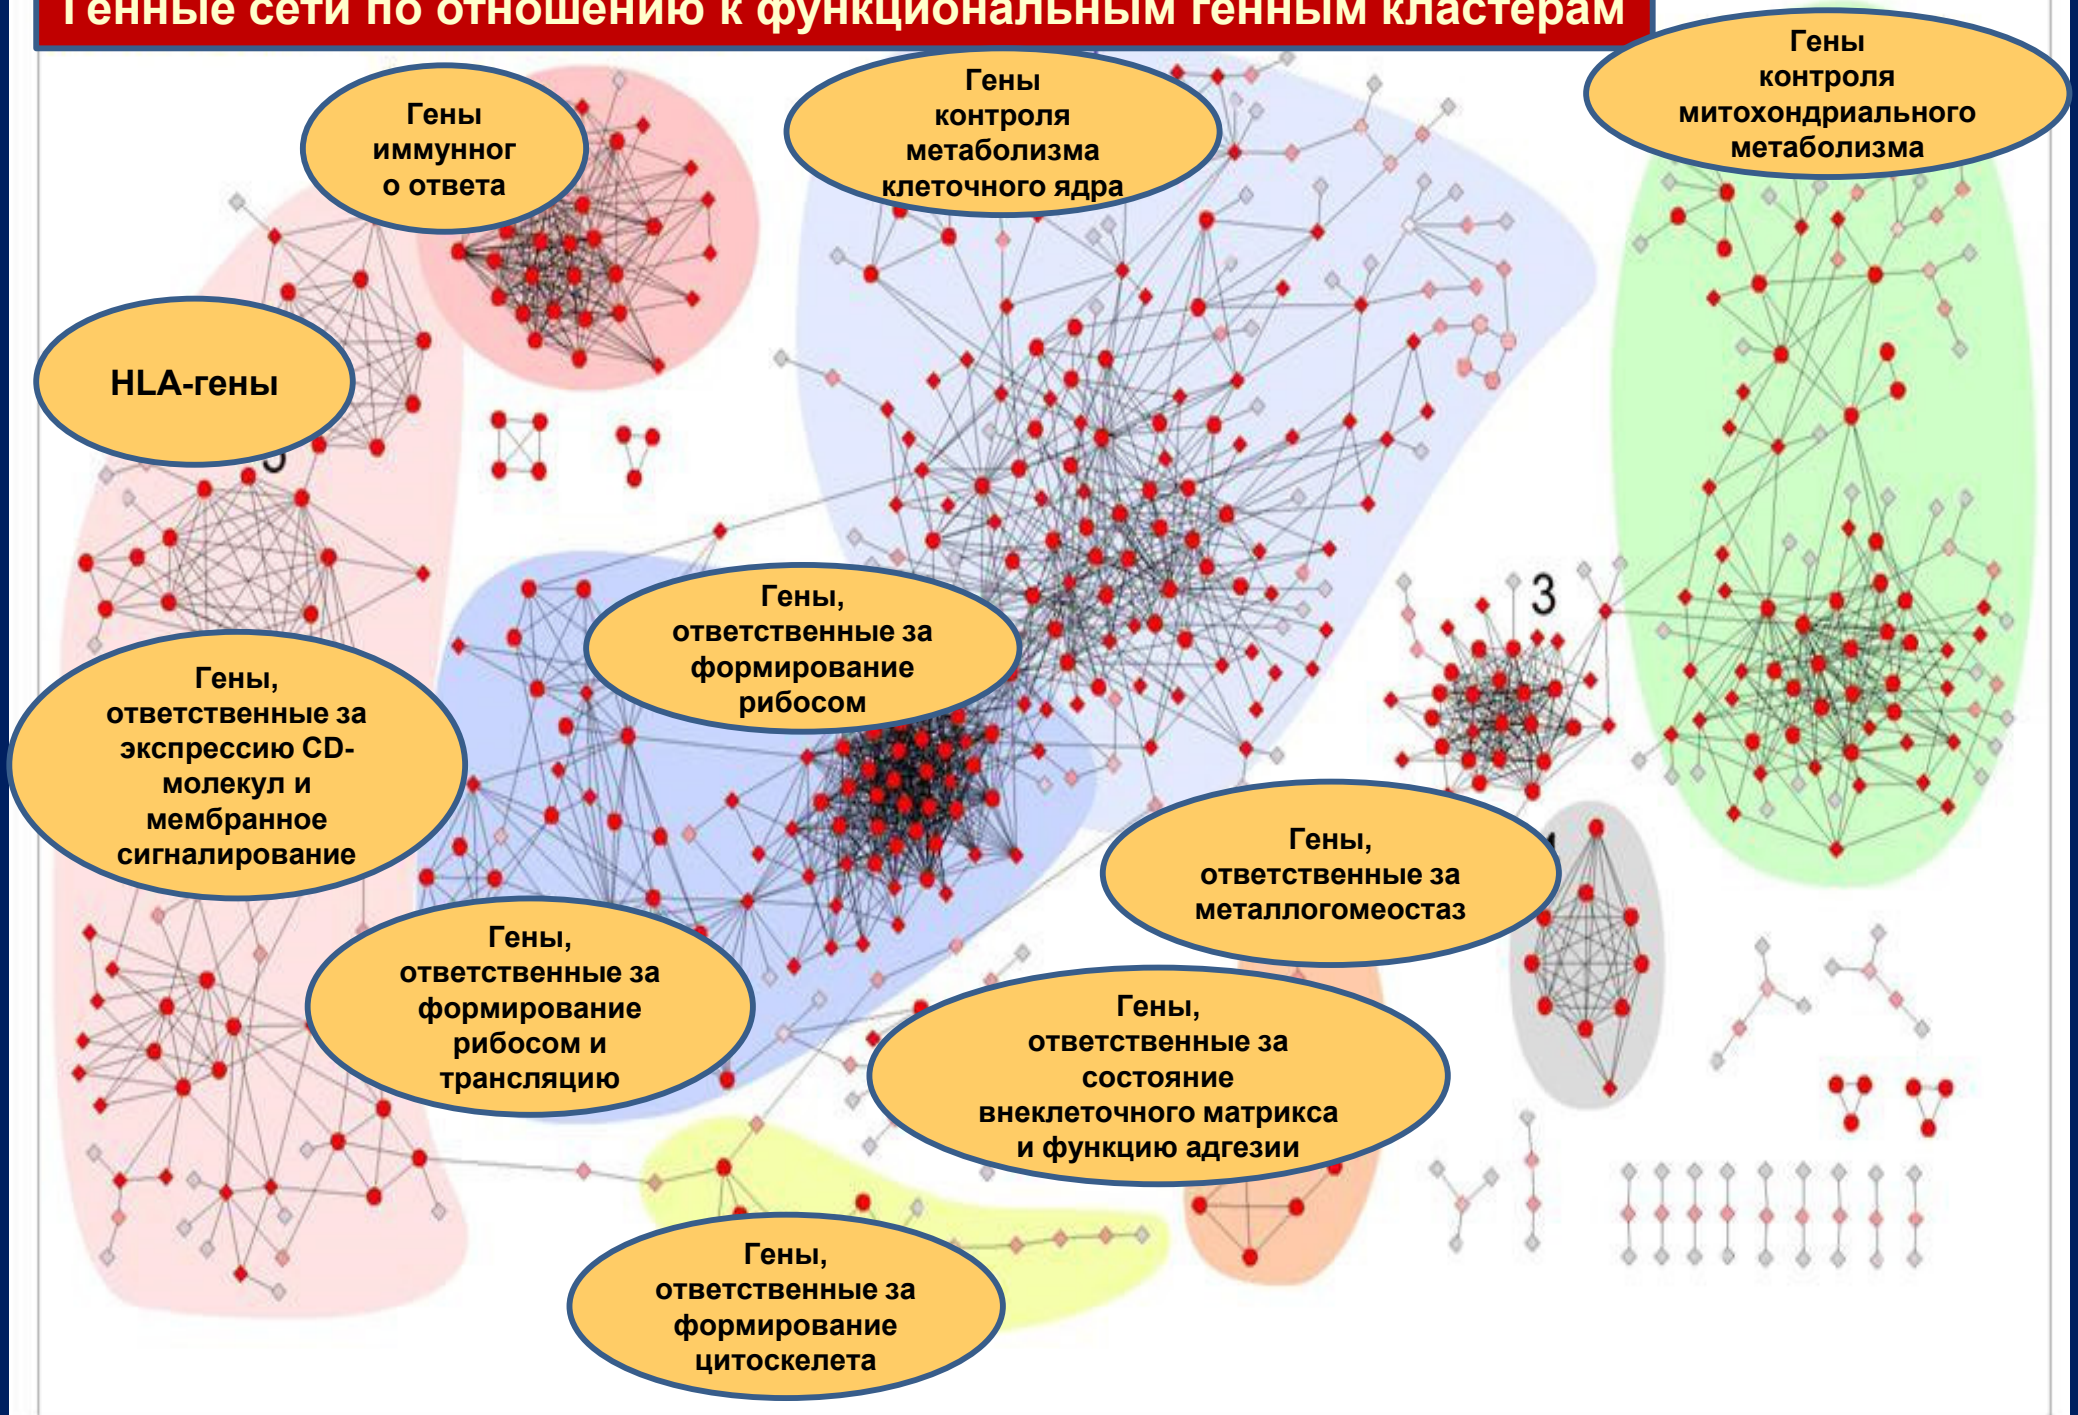 Генные сети по отношению к функциональным генным кластерам
Гены
контроля
митохондриального
метаболизма
Гены
контроля
метаболизма
клеточного ядра
Гены
иммунног
о ответа
HLA-гены
Гены,
ответственные за
формирование
рибосом
3
Гены,
ответственные за
экспрессию CD-
молекул и
мембранное
сигналирование
Гены,
ответственные за
металлогомеостаз
Гены,
ответственные за
формирование
рибосом и
трансляцию
Гены,
ответственные за
состояние
внеклеточного матрикса
и функцию адгезии
Гены,
ответственные за
формирование
цитоскелета